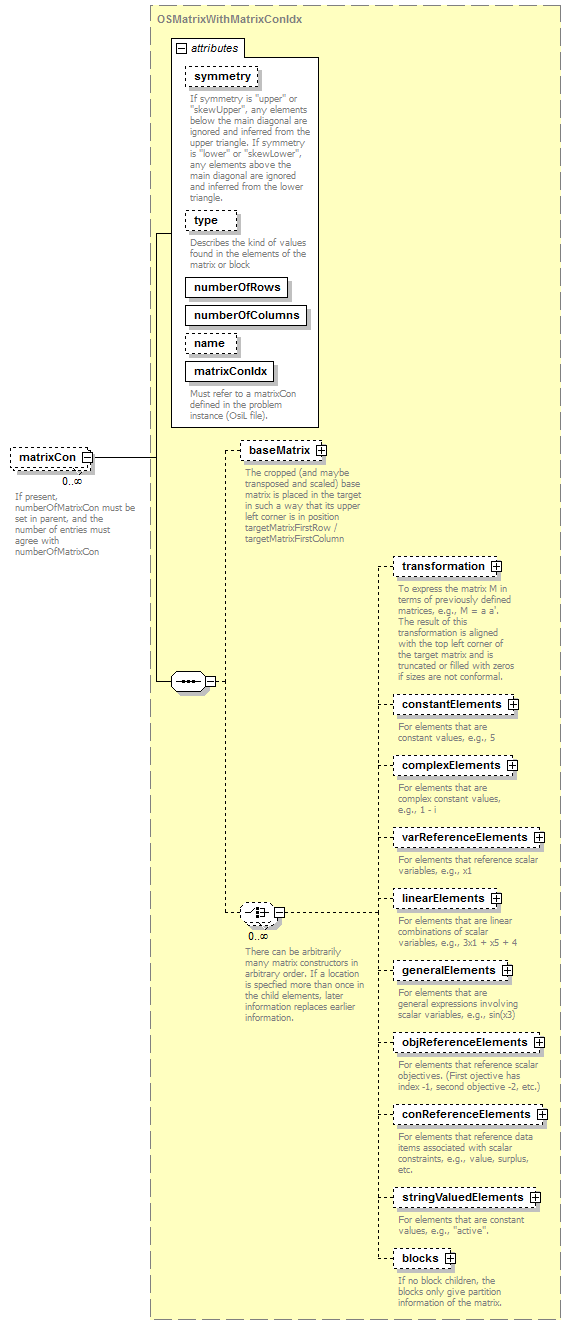 OSMatrixWithMatrixConIdx
attributes
symmetry
If symmetry is "upper" or
"skewUpper", any elements
below the main diagonal are
ignored and inferred from the
upper triangle. If symmetry
is "lower" or "skewLower",
any elements above the
main diagonal are ignored
and inferred from the lower
triangle.
type
Describes the kind of values
found in the elements of the
matrix or block
numberOfRows
numberOfColumns
name
matrixConIdx
Must refer to a matrixCon
defined in the problem
instance (OsiL file).
matrixCon
0..∞
If present,
numberOfMatrixCon must be
set in parent, and the
number of entries must
agree with
numberOfMatrixCon
baseMatrix
The cropped (and maybe
transposed and scaled) base
matrix is placed in the target
in such a way that its upper
left corner is in position
targetMatrixFirstRow /
targetMatrixFirstColumn
transformation
To express the matrix M in
terms of previously defined
matrices, e.g., M = a a'.
The result of this
transformation is aligned
with the top left corner of
the target matrix and is
truncated or filled with zeros
if sizes are not conformal.
constantElements
For elements that are
constant values, e.g., 5
complexElements
For elements that are
complex constant values,
e.g., 1 - i
varReferenceElements
For elements that reference scalar
variables, e.g., x1
linearElements
For elements that are linear
combinations of scalar
variables, e.g., 3x1 + x5 + 4
0..∞
There can be arbitrarily
many matrix constructors in
arbitrary order. If a location
is specfied more than once in
the child elements, later
information replaces earlier
information.
generalElements
For elements that are
general expressions involving
scalar variables, e.g., sin(x3)
objReferenceElements
For elements that reference scalar
objectives. (First ojective has
index -1, second objective -2, etc.)
conReferenceElements
For elements that reference data
items associated with scalar
constraints, e.g., value, surplus,
etc.
stringValuedElements
For elements that are constant
values, e.g., "active".
blocks
If no block children, the
blocks only give partition
information of the matrix.